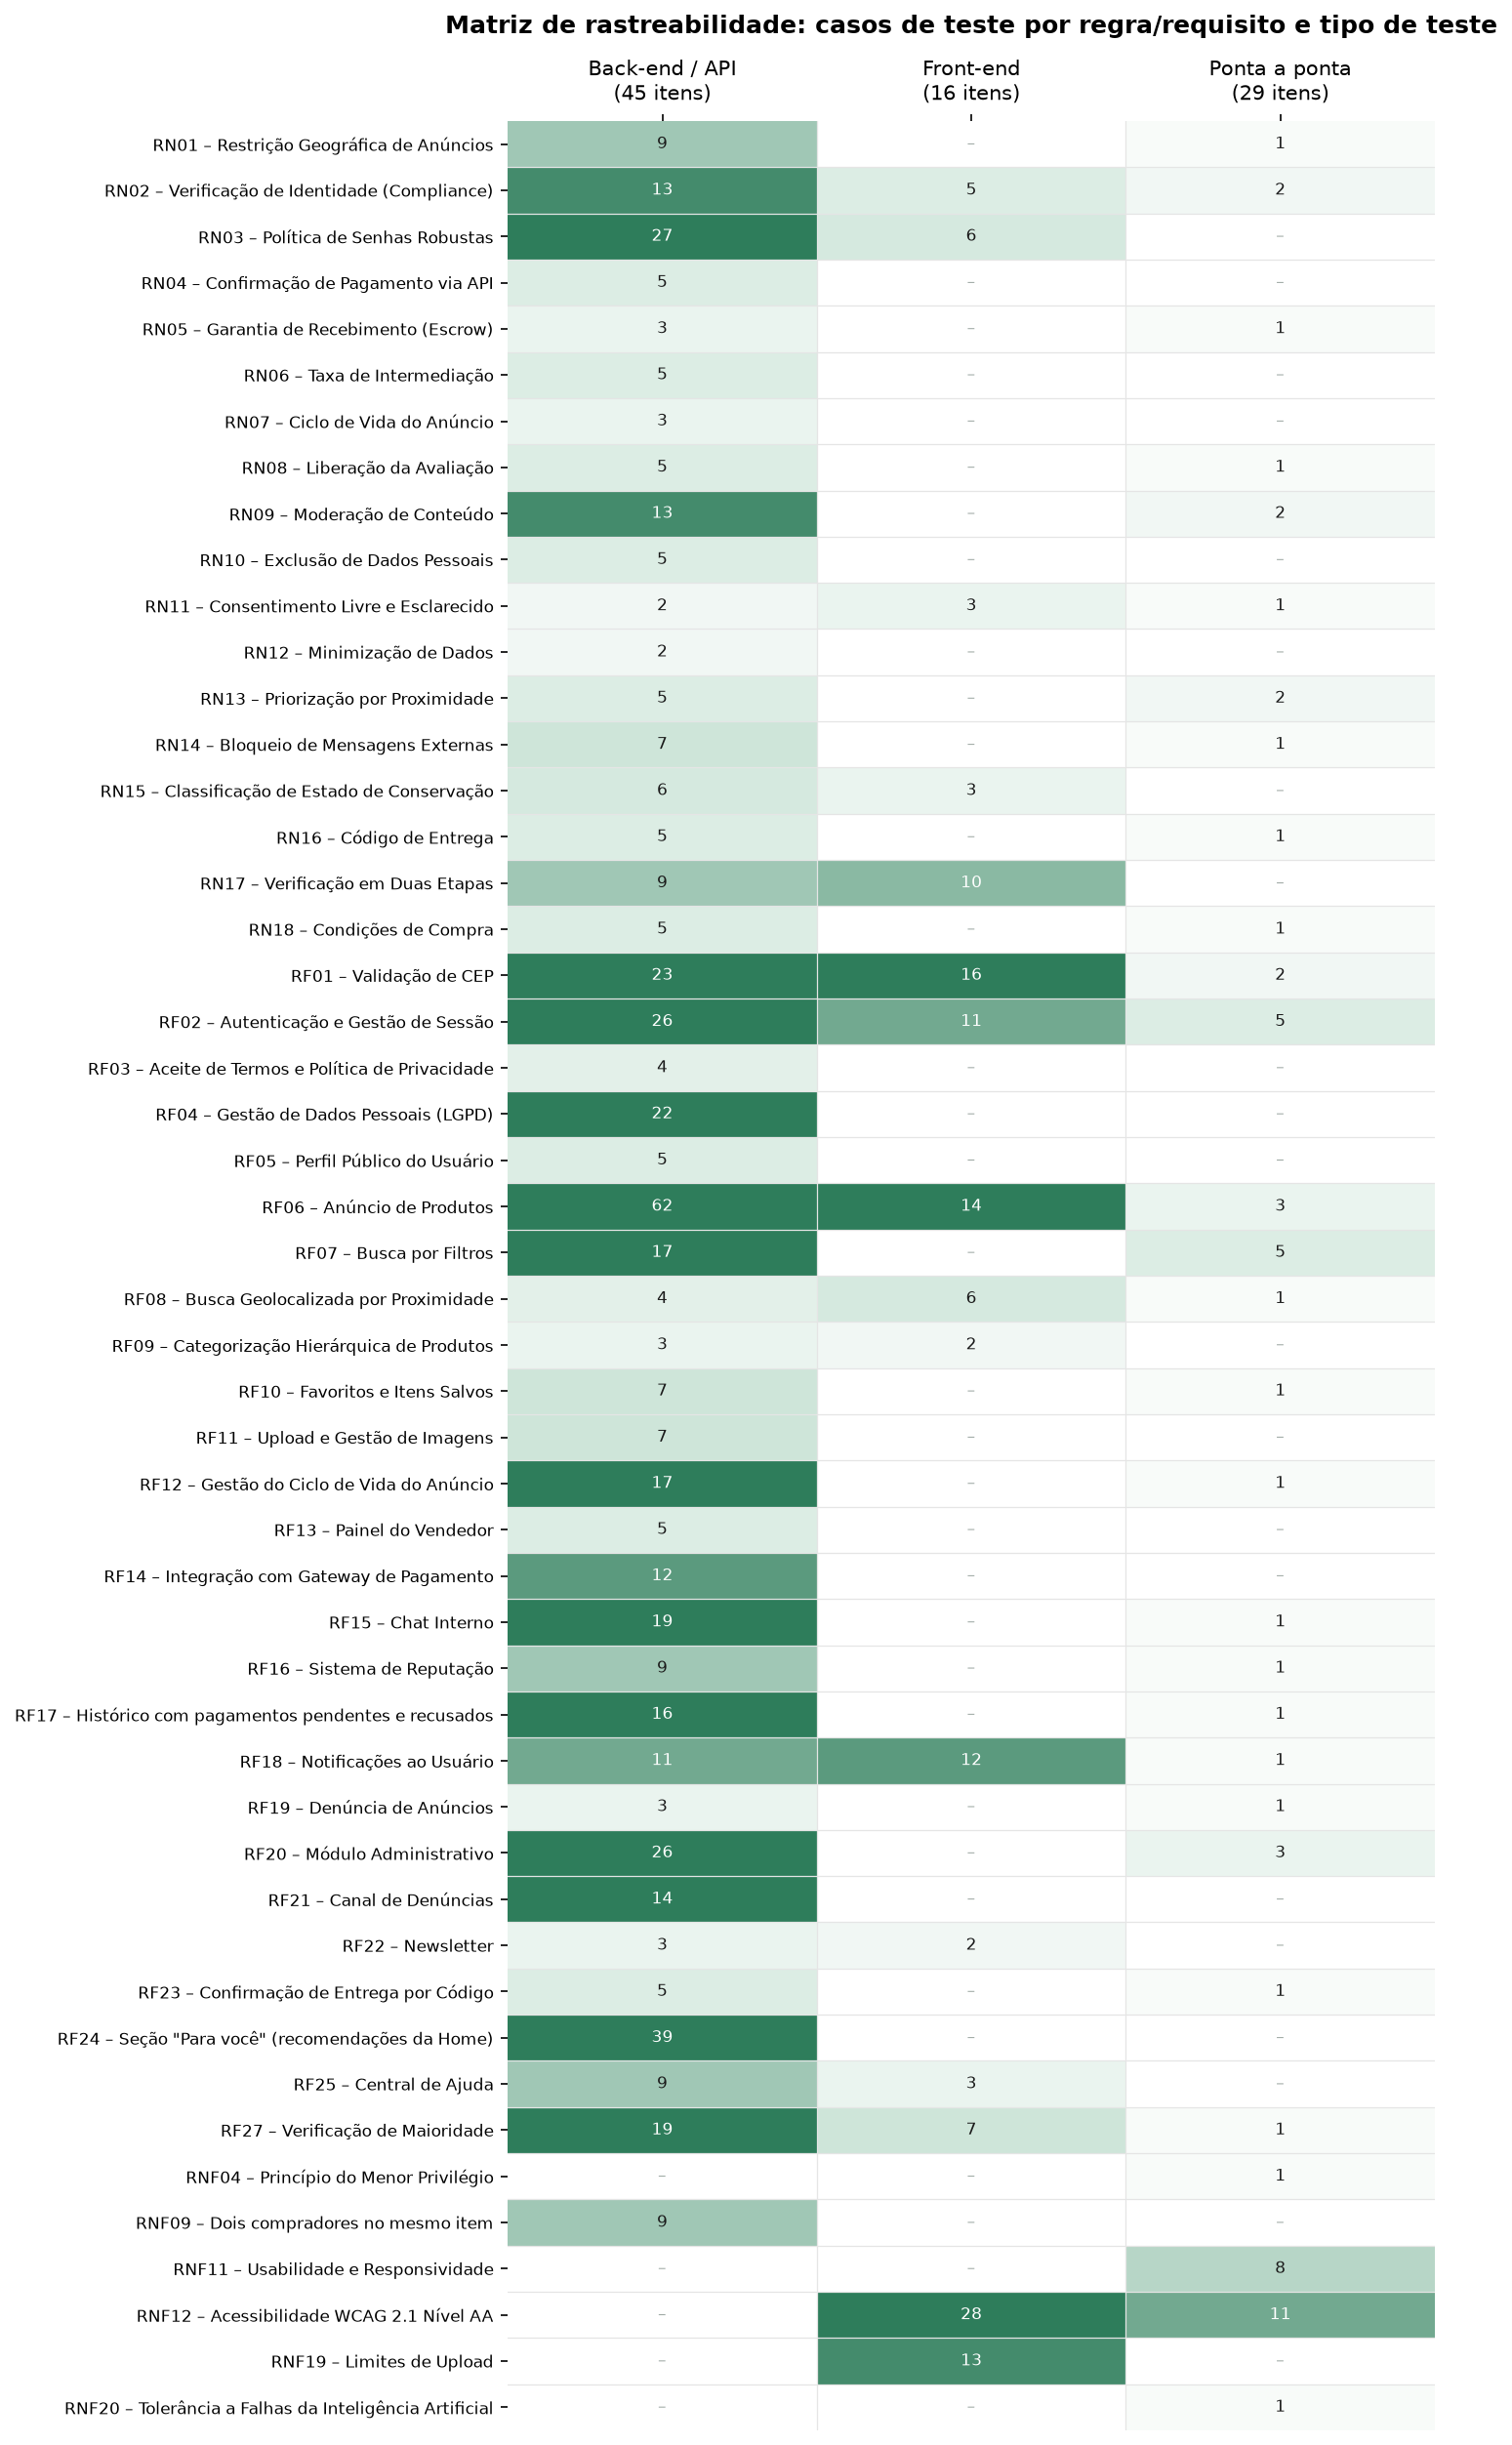 Matriz de rastreabilidade: casos de teste por regra/requisito e tipo de teste
Back-end / API Front-end Ponta a ponta
(45 itens) (16 itens) (29 itens)
RN01 – Restrição Geográfica de Anúncios 9 – 1
RN02 – Verificação de Identidade (Compliance) 13 5 2
RN03 – Política de Senhas Robustas 27 6 –
RN04 – Confirmação de Pagamento via API 5 – –
RN05 – Garantia de Recebimento (Escrow) 3 – 1
RN06 – Taxa de Intermediação 5 – –
RN07 – Ciclo de Vida do Anúncio 3 – –
RN08 – Liberação da Avaliação 5 – 1
RN09 – Moderação de Conteúdo 13 – 2
RN10 – Exclusão de Dados Pessoais 5 – –
RN11 – Consentimento Livre e Esclarecido 2 3 1
RN12 – Minimização de Dados 2 – –
RN13 – Priorização por Proximidade 5 – 2
RN14 – Bloqueio de Mensagens Externas 7 – 1
RN15 – Classificação de Estado de Conservação 6 3 –
RN16 – Código de Entrega 5 – 1
RN17 – Verificação em Duas Etapas 9 10 –
RN18 – Condições de Compra 5 – 1
RF01 – Validação de CEP 23 16 2
RF02 – Autenticação e Gestão de Sessão 26 11 5
RF03 – Aceite de Termos e Política de Privacidade 4 – –
RF04 – Gestão de Dados Pessoais (LGPD) 22 – –
RF05 – Perfil Público do Usuário 5 – –
RF06 – Anúncio de Produtos 62 14 3
RF07 – Busca por Filtros 17 – 5
RF08 – Busca Geolocalizada por Proximidade 4 6 1
RF09 – Categorização Hierárquica de Produtos 3 2 –
RF10 – Favoritos e Itens Salvos 7 – 1
RF11 – Upload e Gestão de Imagens 7 – –
RF12 – Gestão do Ciclo de Vida do Anúncio 17 – 1
RF13 – Painel do Vendedor 5 – –
RF14 – Integração com Gateway de Pagamento 12 – –
RF15 – Chat Interno 19 – 1
RF16 – Sistema de Reputação 9 – 1
RF17 – Histórico com pagamentos pendentes e recusados 16 – 1
RF18 – Notificações ao Usuário 11 12 1
RF19 – Denúncia de Anúncios 3 – 1
RF20 – Módulo Administrativo 26 – 3
RF21 – Canal de Denúncias 14 – –
RF22 – Newsletter 3 2 –
RF23 – Confirmação de Entrega por Código 5 – 1
RF24 – Seção "Para você" (recomendações da Home) 39 – –
RF25 – Central de Ajuda 9 3 –
RF27 – Verificação de Maioridade 19 7 1
RNF04 – Princípio do Menor Privilégio – – 1
RNF09 – Dois compradores no mesmo item 9 – –
RNF11 – Usabilidade e Responsividade – – 8
RNF12 – Acessibilidade WCAG 2.1 Nível AA – 28 11
RNF19 – Limites de Upload – 13 –
RNF20 – Tolerância a Falhas da Inteligência Artificial – – 1